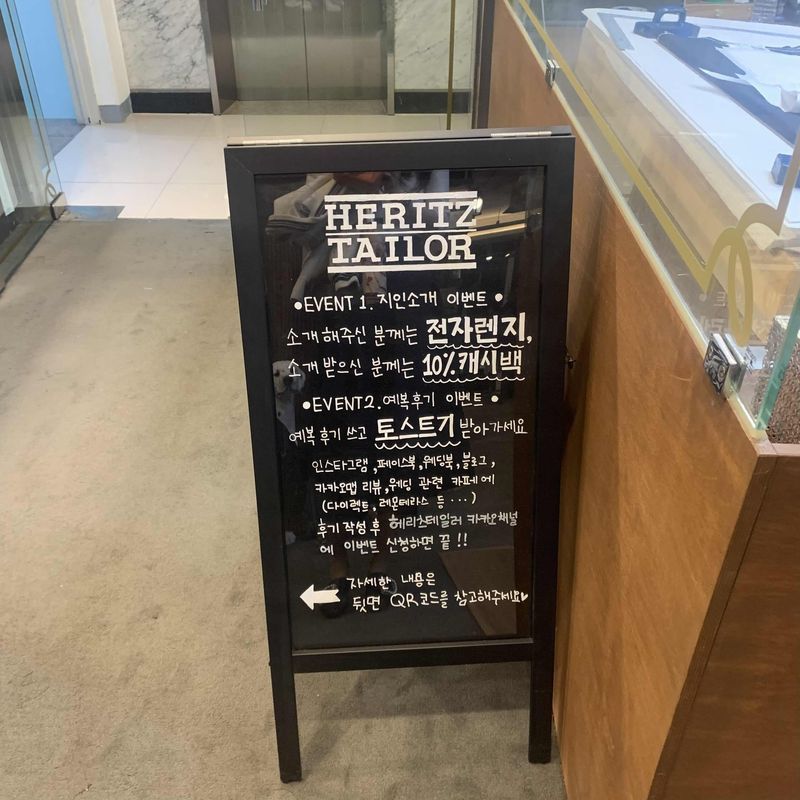 HERITZ
TAILOR
•EVENT 1. 지인소개 이벤트•
소개해주신 분께는 전자렌지,
소개 받으신 분께는 10% 캐시백
•EVENT2. 예복후기 이벤트•
예복 후기 쓰고 토스트기 받아가세요
인스타그램, 페이스북, 웨딩북, 블로그,
카카오맵 리뷰, 웨딩 관련 카페에
(다이렉트, 레몬테라스 등 ···)
후기 작성 후 헤리츠테일러 카카오채널
에 이벤트 신청하면 끝!!
자세한 내용은
뒷면 QR코드를 참고해주세요♥